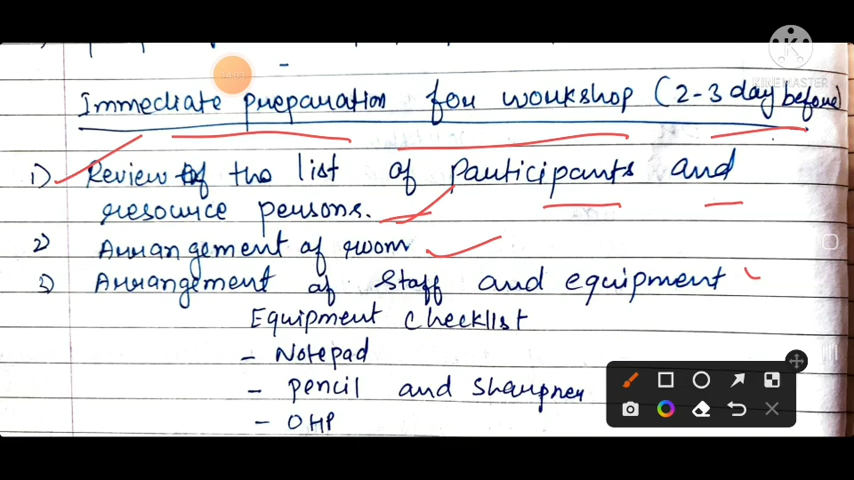 Immediate preparation for workshop (2-3 day before)
1) Review of the list of participants and
resource persons.
2) Arrangement of room
3) Arrangement of staff and equipment
Equipment checklist
- Notepad
- pencil and sharpner
- OHP
KINEMASTER